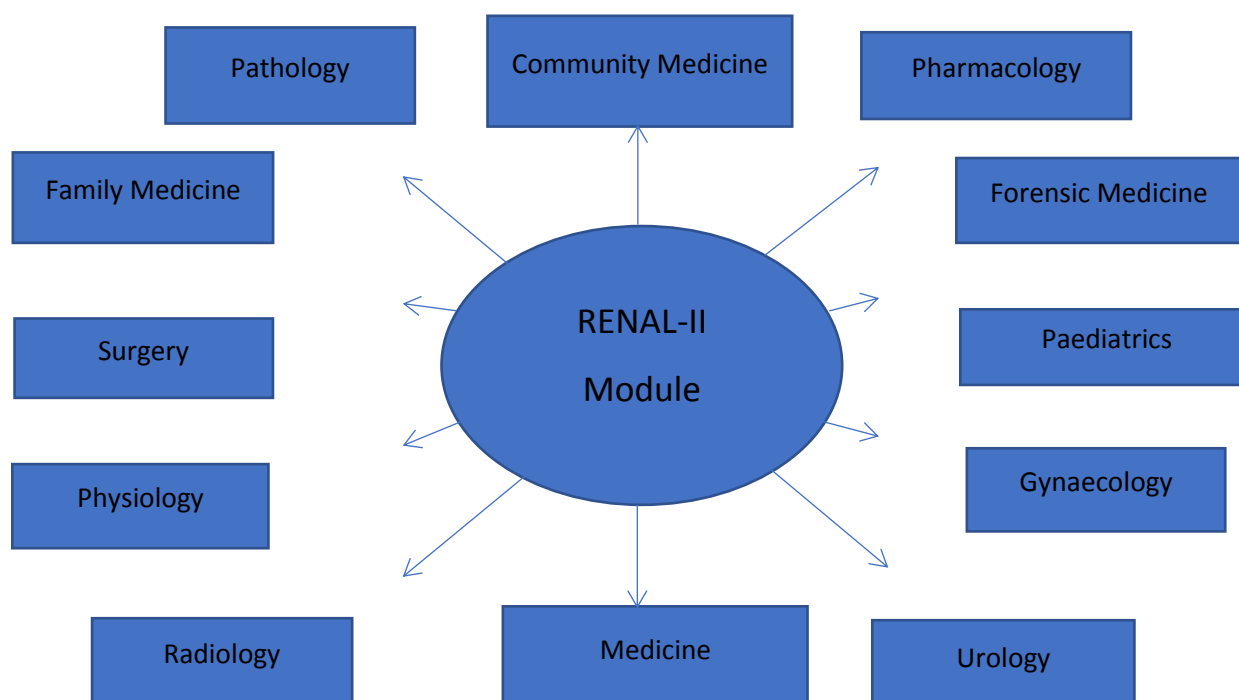 Pathology
Community Medicine
Pharmacology
Family Medicine
Forensic Medicine
RENAL-II
Module
Surgery
Paediatrics
Physiology
Gynaecology
Radiology
Medicine
Urology